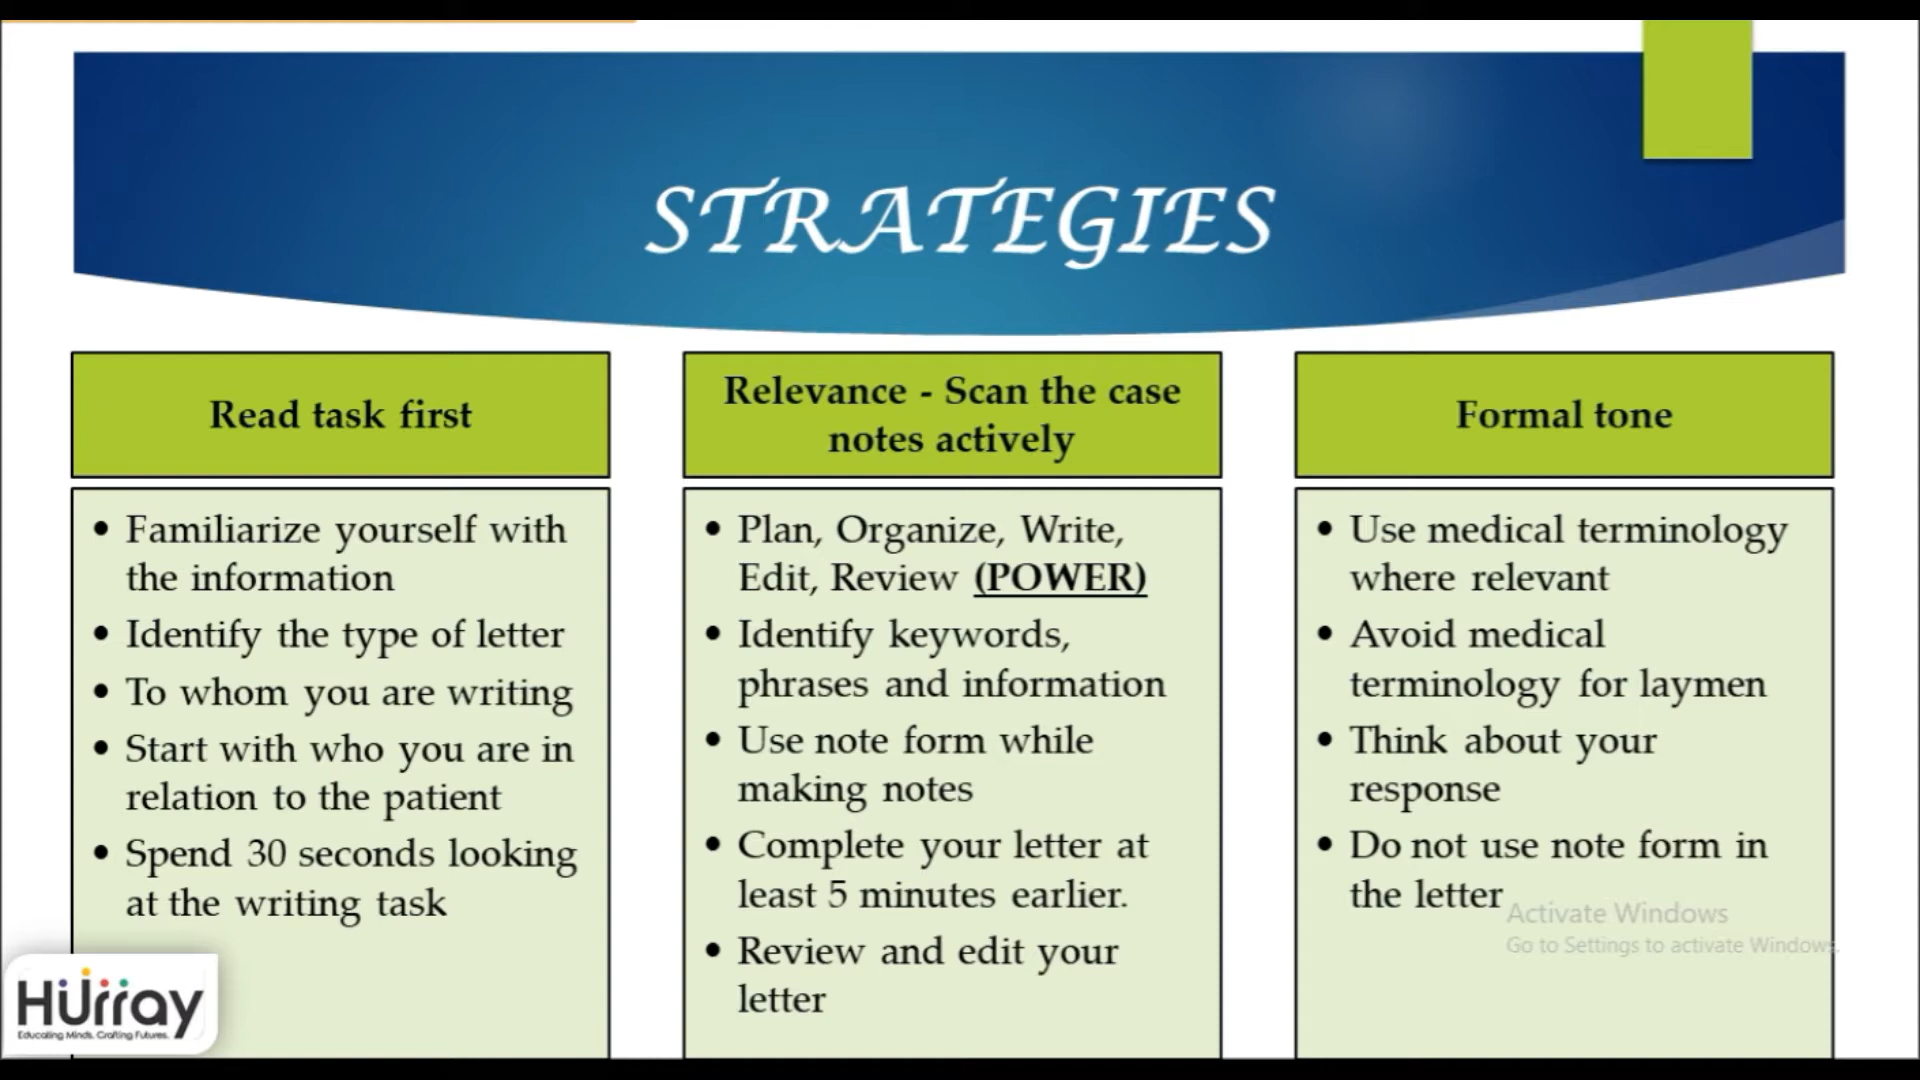 STRATEGIES
Read task first
• Familiarize yourself with
the information
• Identify the type of letter
• To whom you are writing
• Start with who you are in
relation to the patient
• Spend 30 seconds looking
at the writing task
Relevance - Scan the case
notes actively
• Plan, Organize, Write,
Edit, Review (POWER)
• Identify keywords,
phrases and information
• Use note form while
making notes
• Complete your letter at
least 5 minutes earlier.
• Review and edit your
letter
Formal tone
• Use medical terminology
where relevant
• Avoid medical
terminology for laymen
• Think about your
response
• Do not use note form in
the letter
Activate Windows
Go to Settings to activate Windows.
Hurray
Educating Minds. Crafting Futures.